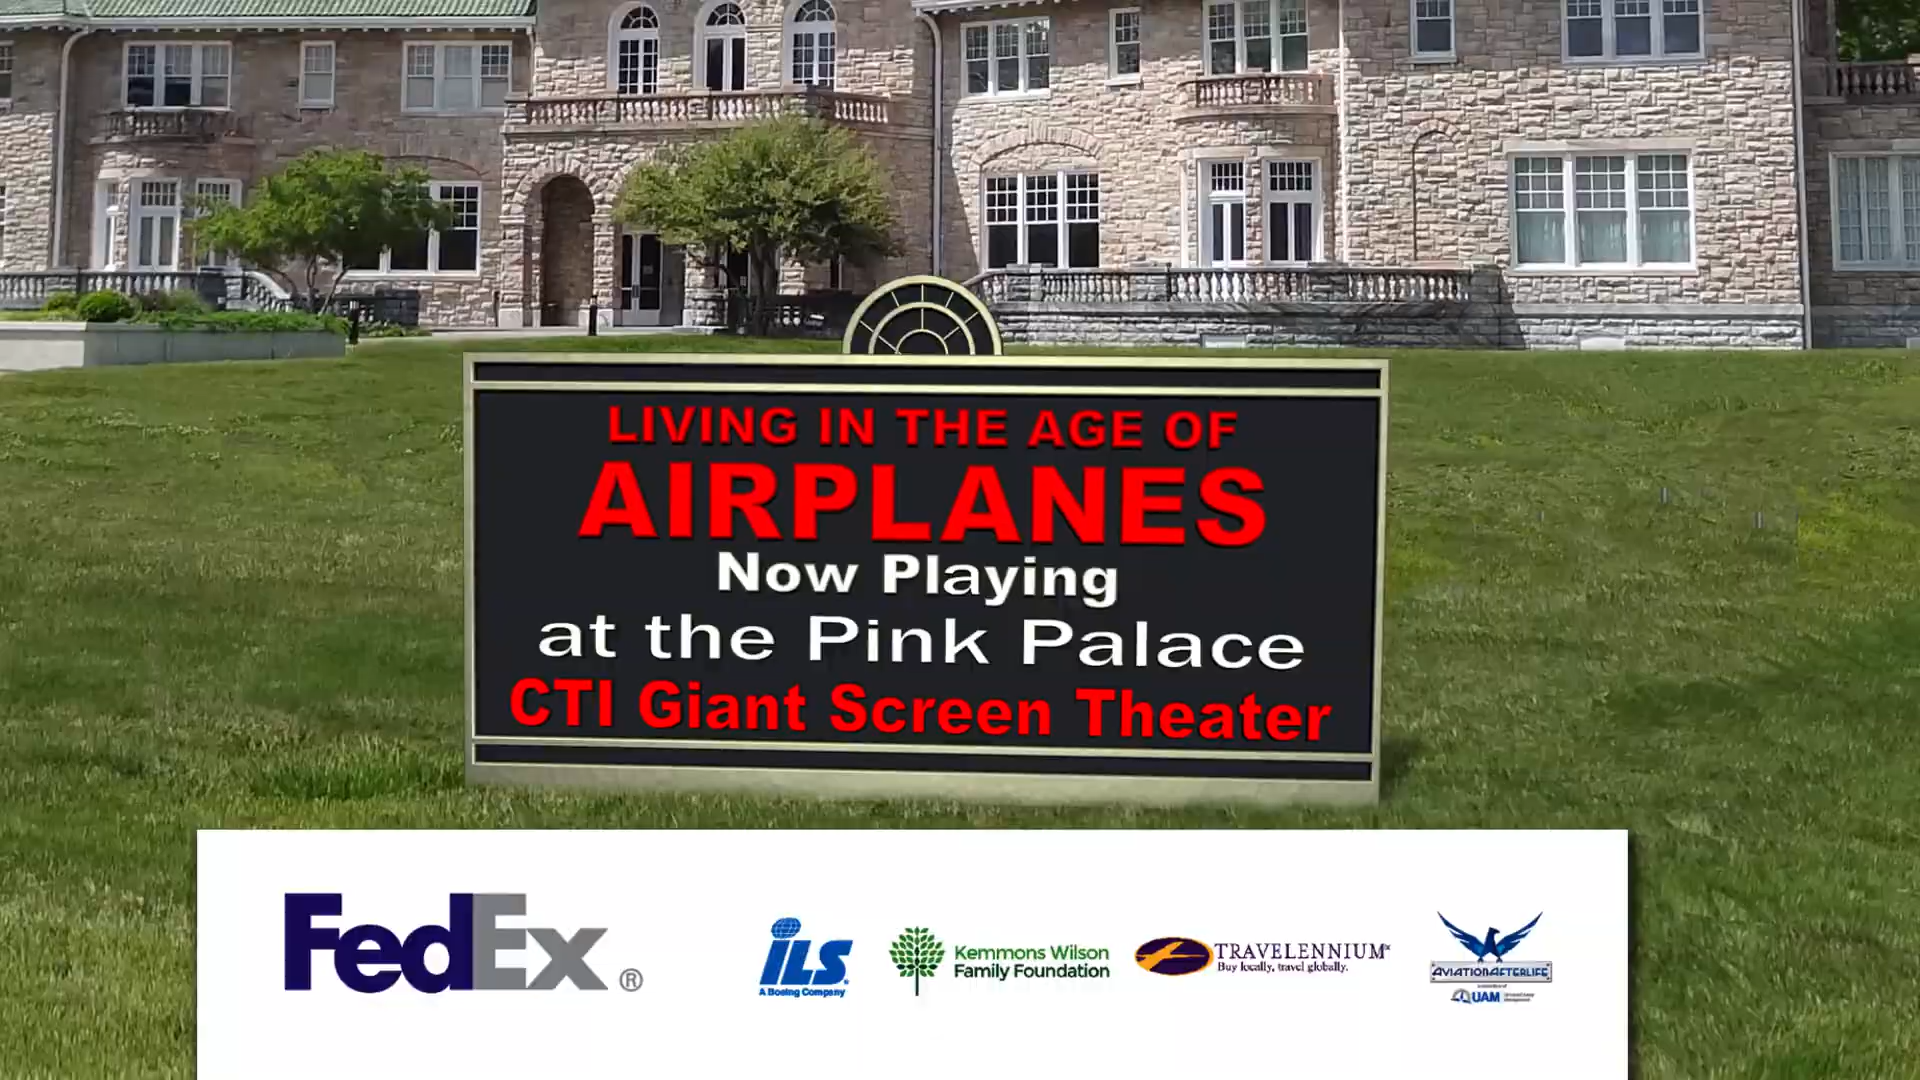 LIVING IN THE AGE OF
AIRPLANES
Now Playing
at the Pink Palace
CTI Giant Screen Theater
FedEx®
ILS
A Boeing Company
Kemmons Wilson
Family Foundation
TRAVELENNIUM
Buy locally, travel globally.
AVIATIONAFTERLIFE
UAM